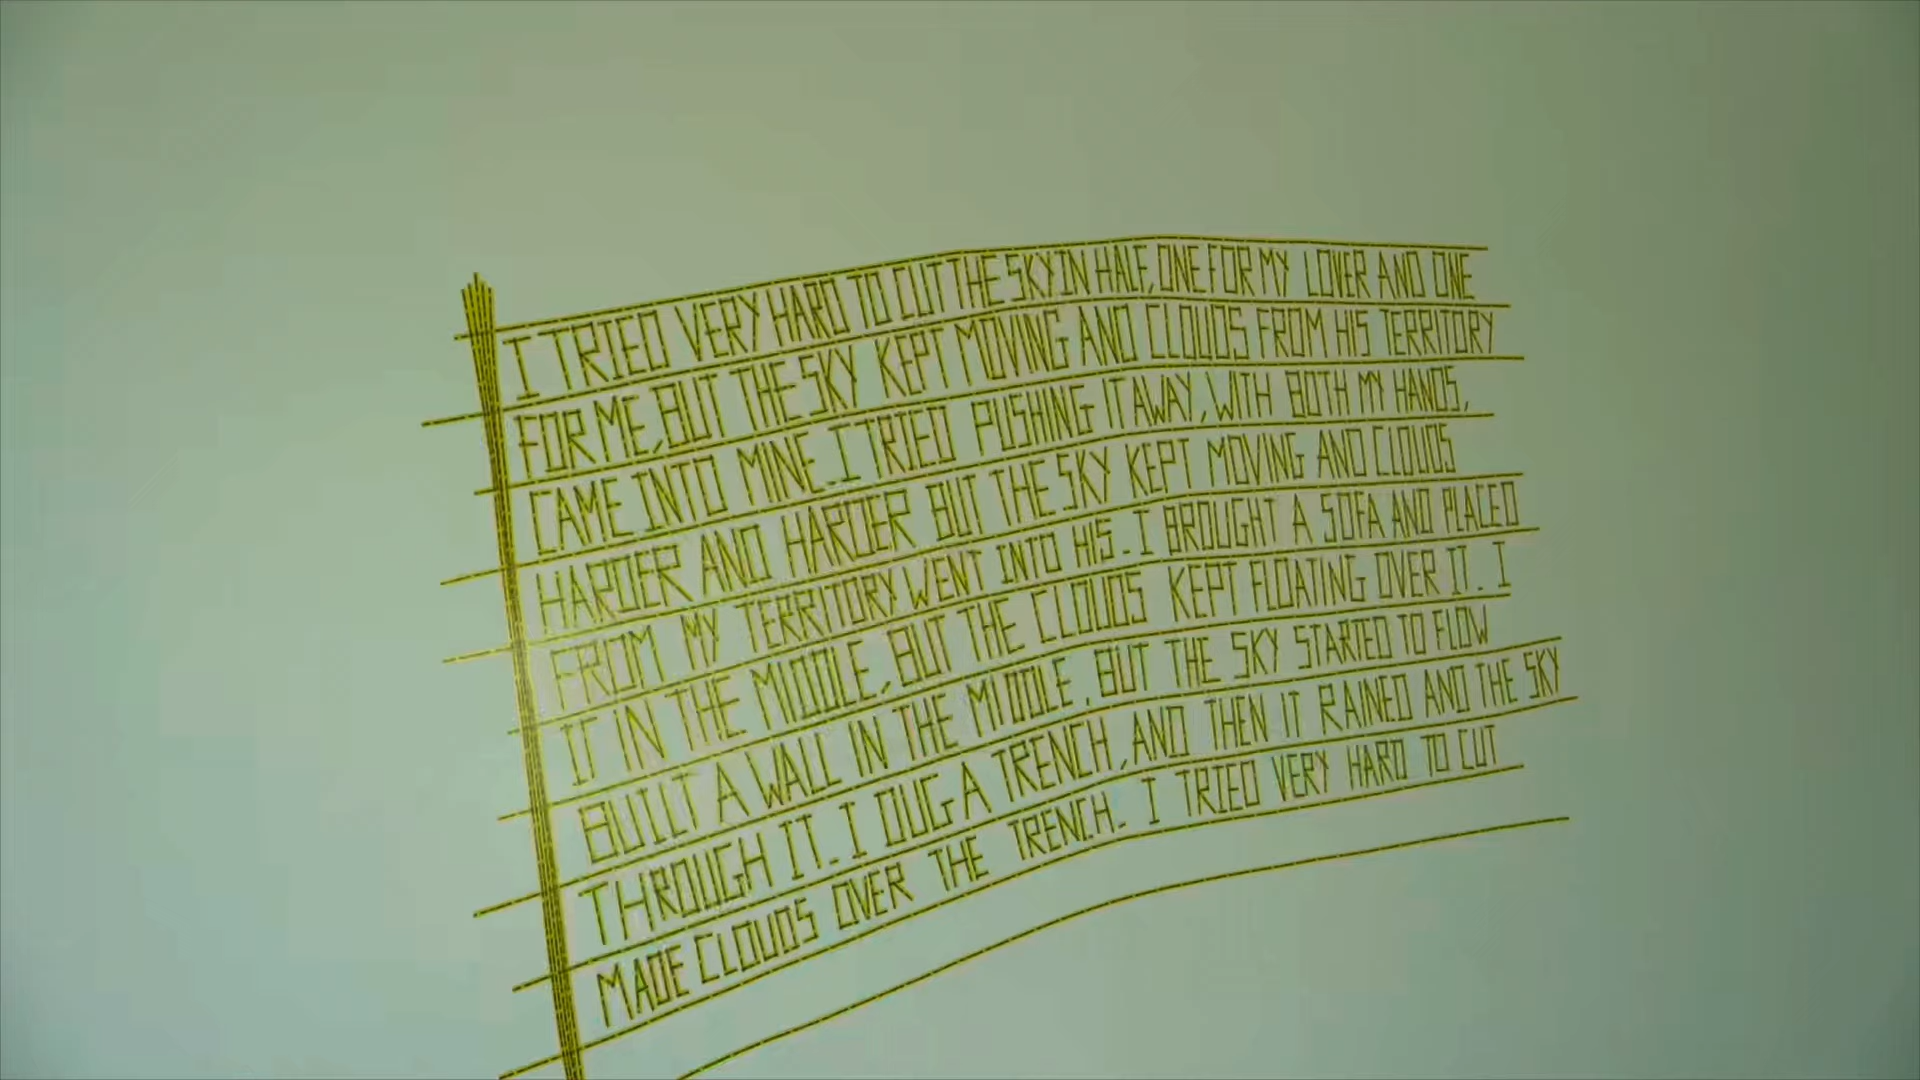 I TRIED VERY HARD TO CUT THE SKY IN HALF, ONE FOR MY LOVER AND ONE
FOR ME, BUT THE SKY KEPT MOVING AND CLOUDS FROM HIS TERRITORY
CAME INTO MINE. I TRIED PUSHING IT AWAY, WITH BOTH MY HANDS,
HARDER AND HARDER BUT THE SKY KEPT MOVING AND CLOUDS
FROM MY TERRITORY WENT INTO HIS. I BROUGHT A SOFA AND PLACED
IT IN THE MIDDLE, BUT THE CLOUDS KEPT FLOATING OVER IT. I
BUILT A WALL IN THE MIDDLE, BUT THE SKY STARTED TO FLOW
THROUGH IT. I DUG A TRENCH, AND THEN IT RAINED AND THE SKY
MADE CLOUDS OVER THE TRENCH. I TRIED VERY HARD TO CUT